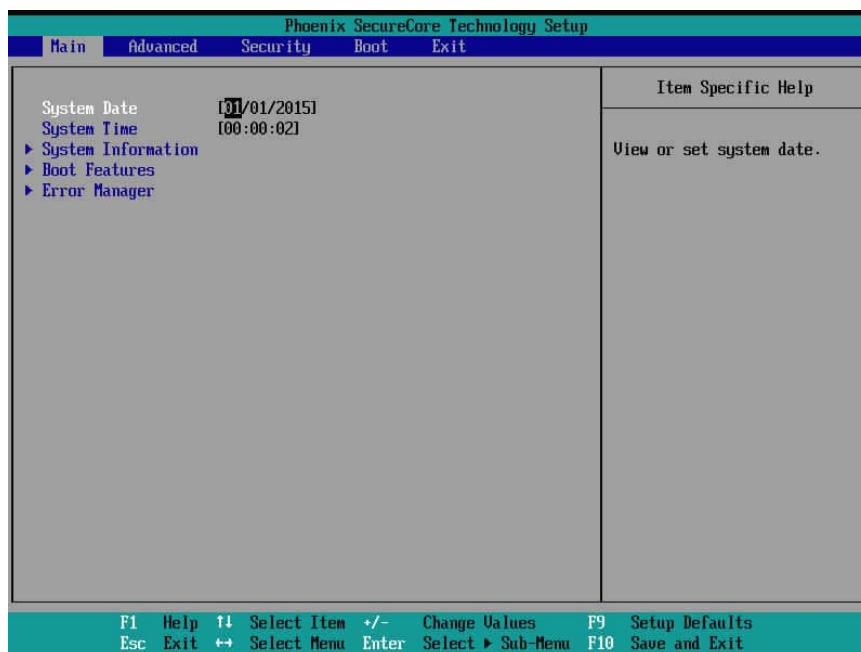 Phoenix SecureCore Technology Setup
Main Advanced Security Boot Exit
Item Specific Help
System Date [01/01/2015]
System Time [00:00:02]
▶ System Information
▶ Boot Features
▶ Error Manager
View or set system date.
F1 Help ↑↓ Select Item +/- Change Values F9 Setup Defaults
Esc Exit ↔ Select Menu Enter Select ▶ Sub-Menu F10 Save and Exit